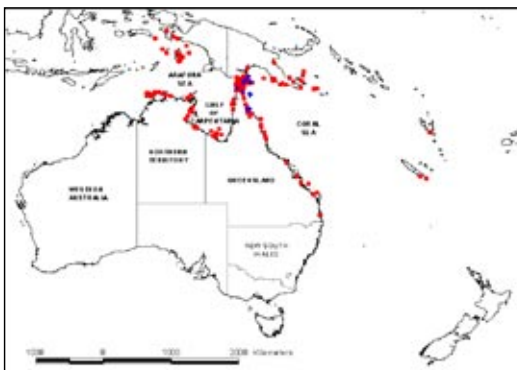 ARAFURA
SEA
GULF
OF
CARPENTARIA
CORAL
SEA
NORTHERN
TERRITORY
WESTERN
AUSTRALIA
QUEENSLAND
NEW SOUTH
WALES
1000 0 1000 2000 Kilometers